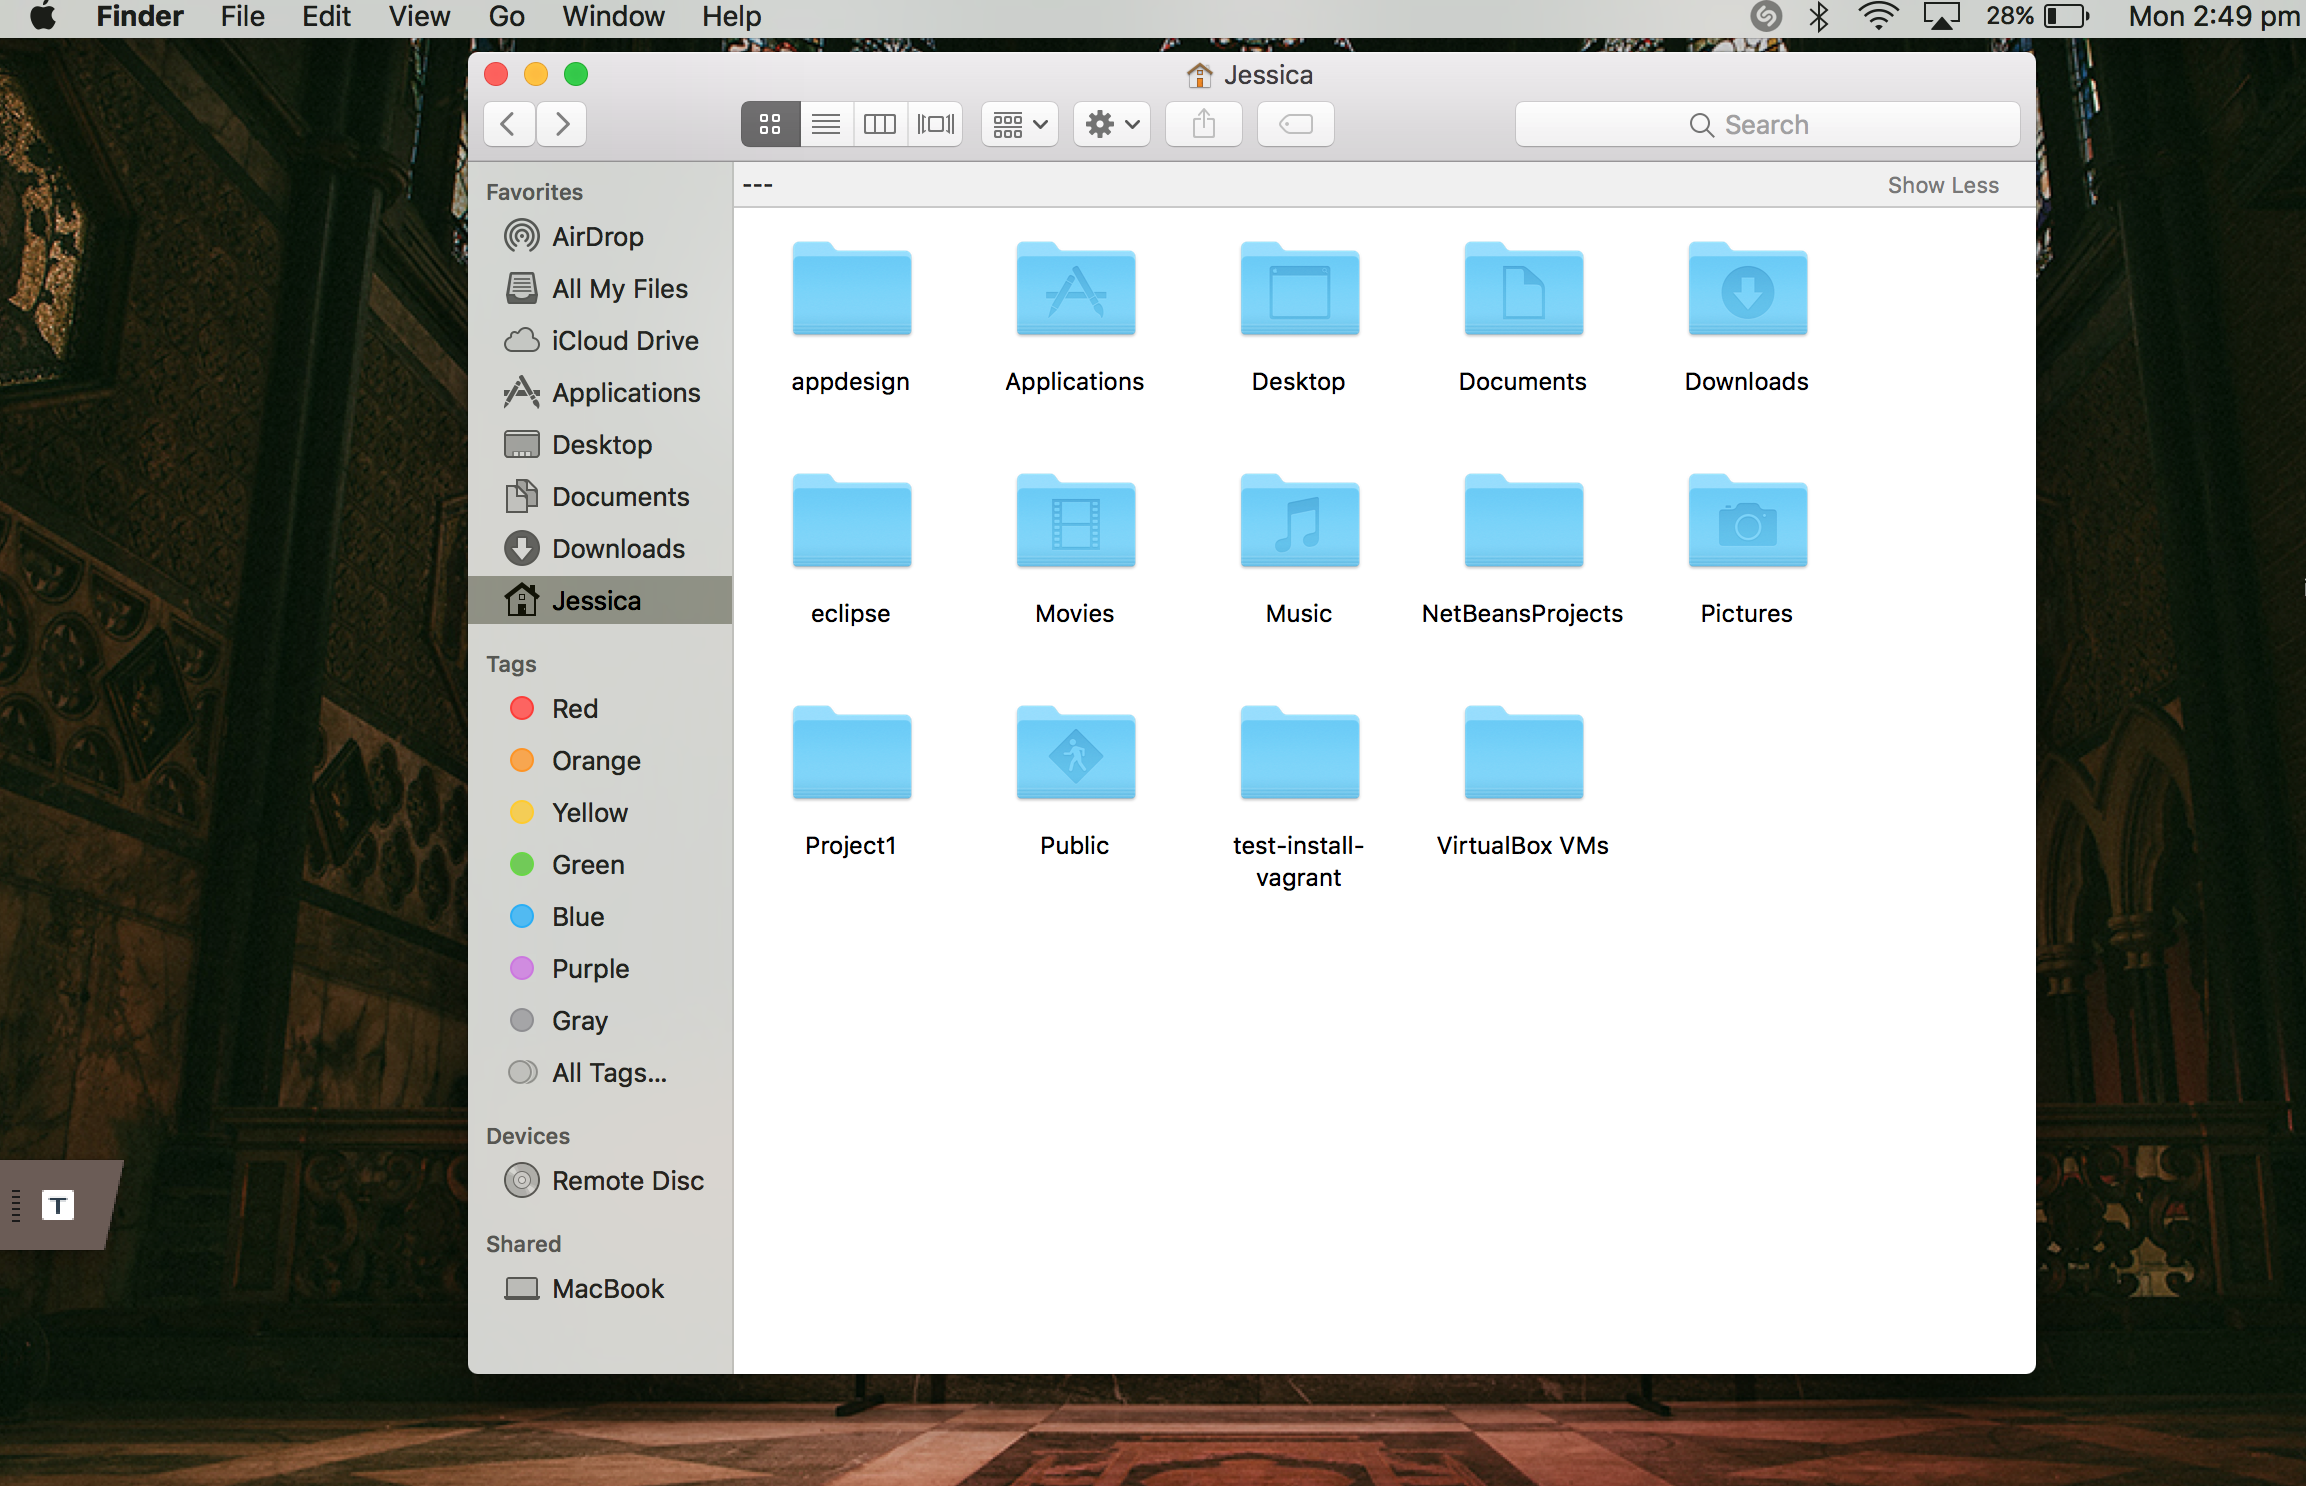 Finder File Edit View Go Window Help 28% Mon 2:49 pm
Jessica
Search
Favorites
AirDrop
All My Files
iCloud Drive
Applications
Desktop
Documents
Downloads
Jessica
Tags
Red
Orange
Yellow
Green
Blue
Purple
Gray
All Tags...
Devices
Remote Disc
Shared
MacBook
--- Show Less
appdesign Applications Desktop Documents Downloads
eclipse Movies Music NetBeansProjects Pictures
Project1 Public test-install- VirtualBox VMs
vagrant
T